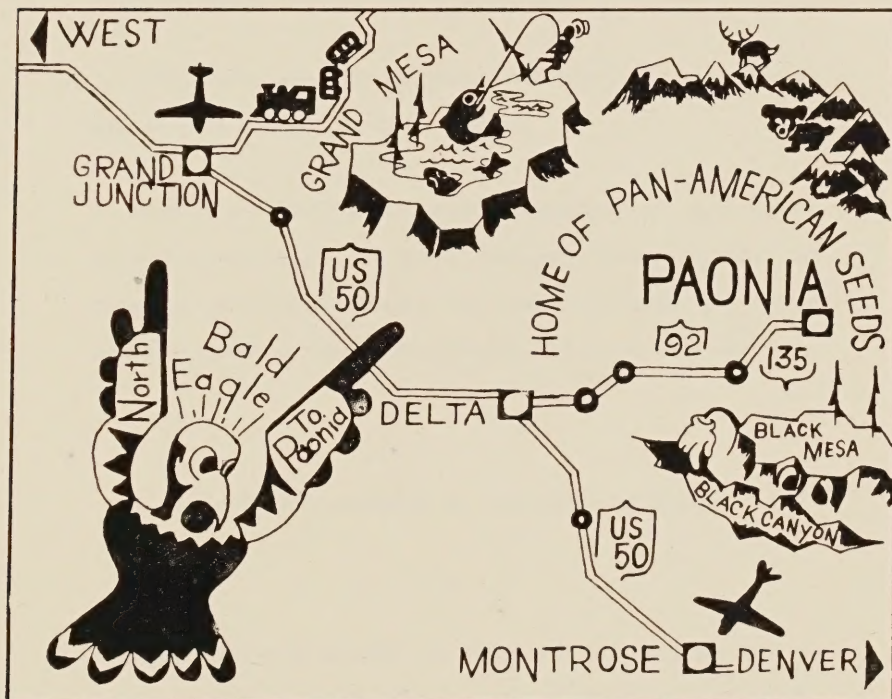 WEST
GRAND MESA
GRAND
JUNCTION
HOME OF PAN-AMERICAN SEEDS
US
50
PAONIA
92
135
North
Bald
Eagle
To
Paonia
DELTA
BLACK
MESA
BLACK CANYON
US
50
MONTROSE
DENVER